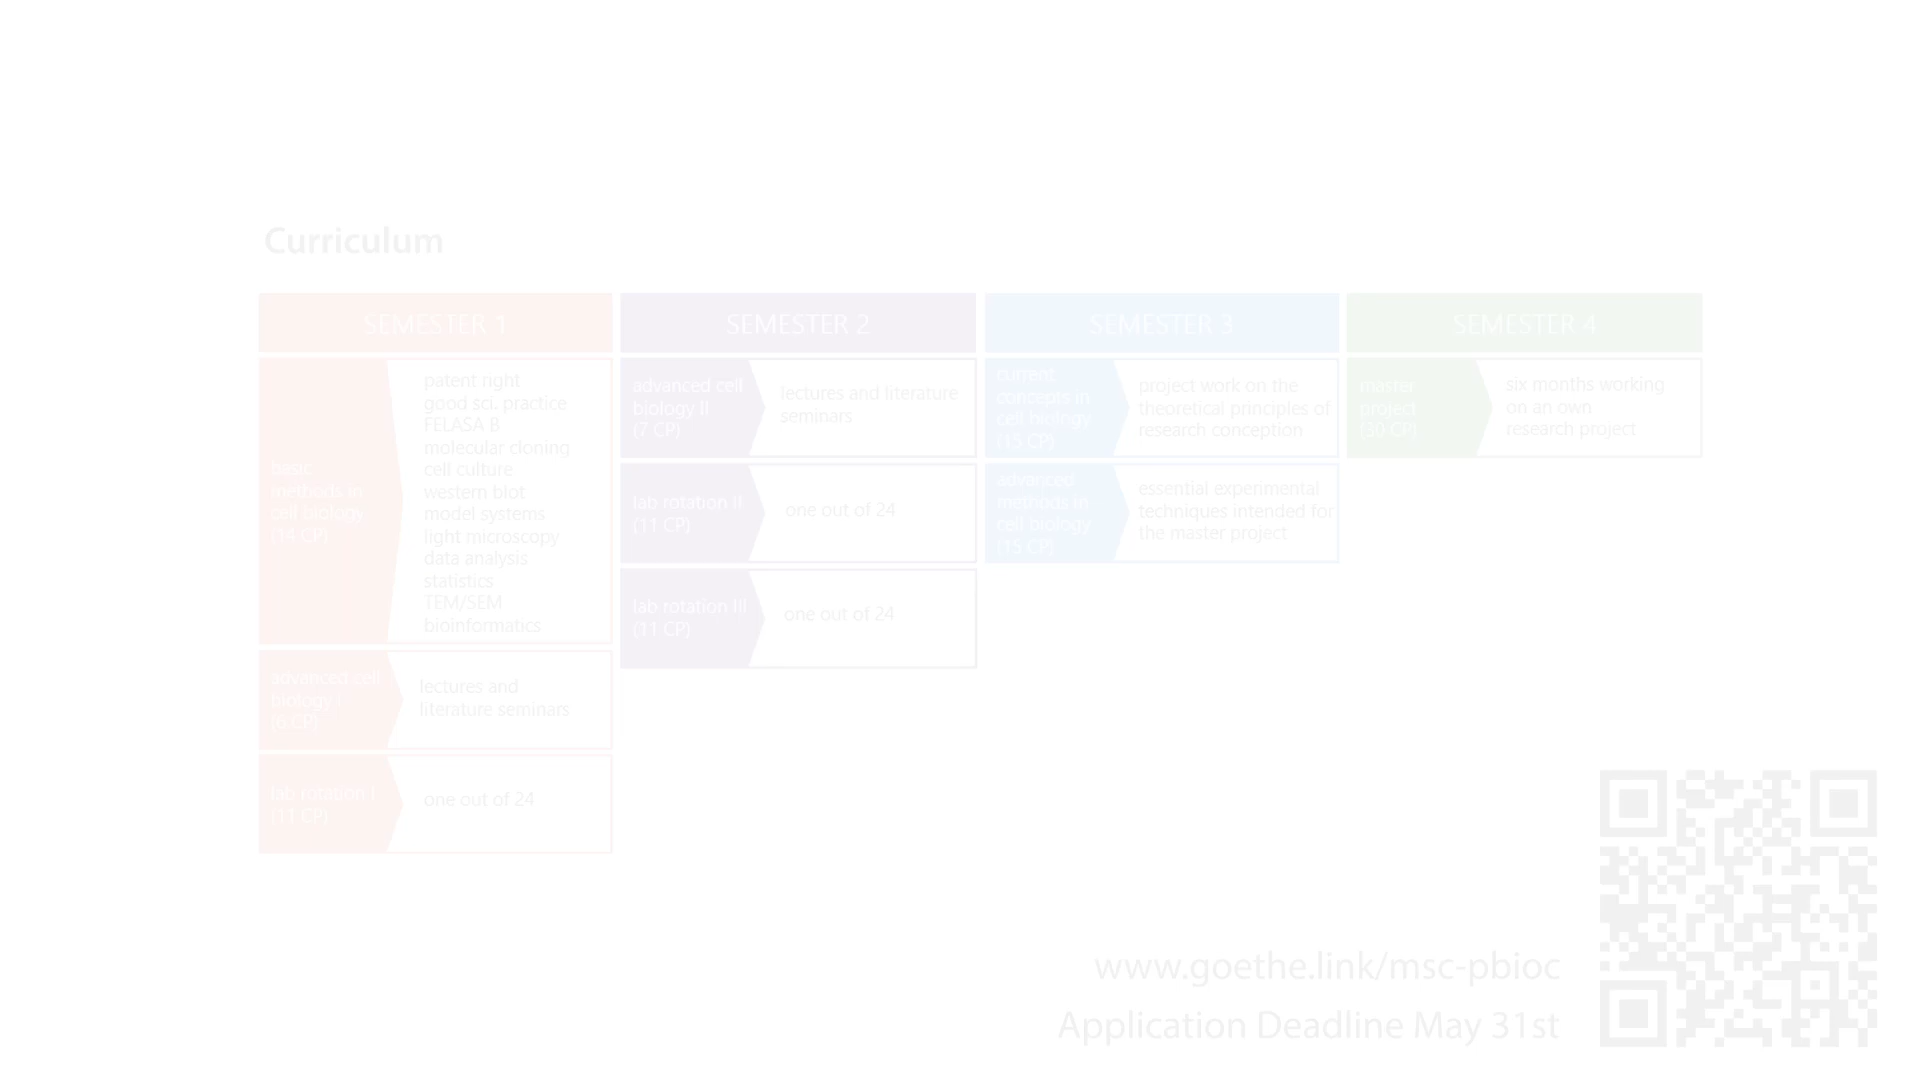 Curriculum
SEMESTER 1
basic
methods in
cell biology
(14 CP)
patent right
good sci. practice
FELASA B
molecular cloning
cell culture
western blot
model systems
light microscopy
data analysis
statistics
TEM/SEM
bioinformatics
advanced cell
biology I
(6 CP)
lectures and
literature seminars
lab rotation I
(11 CP)
one out of 24
SEMESTER 2
advanced cell
biology II
(7 CP)
lectures and literature
seminars
lab rotation II
(11 CP)
one out of 24
lab rotation III
(11 CP)
one out of 24
SEMESTER 3
current
concepts in
cell biology
(15 CP)
project work on the
theoretical principles of
research conception
advanced
methods in
cell biology
(15 CP)
essential experimental
techniques intended for
the master project
SEMESTER 4
master
project
(30 CP)
six months working
on an own
research project
www.goethe.link/msc-pbioc
Application Deadline May 31st